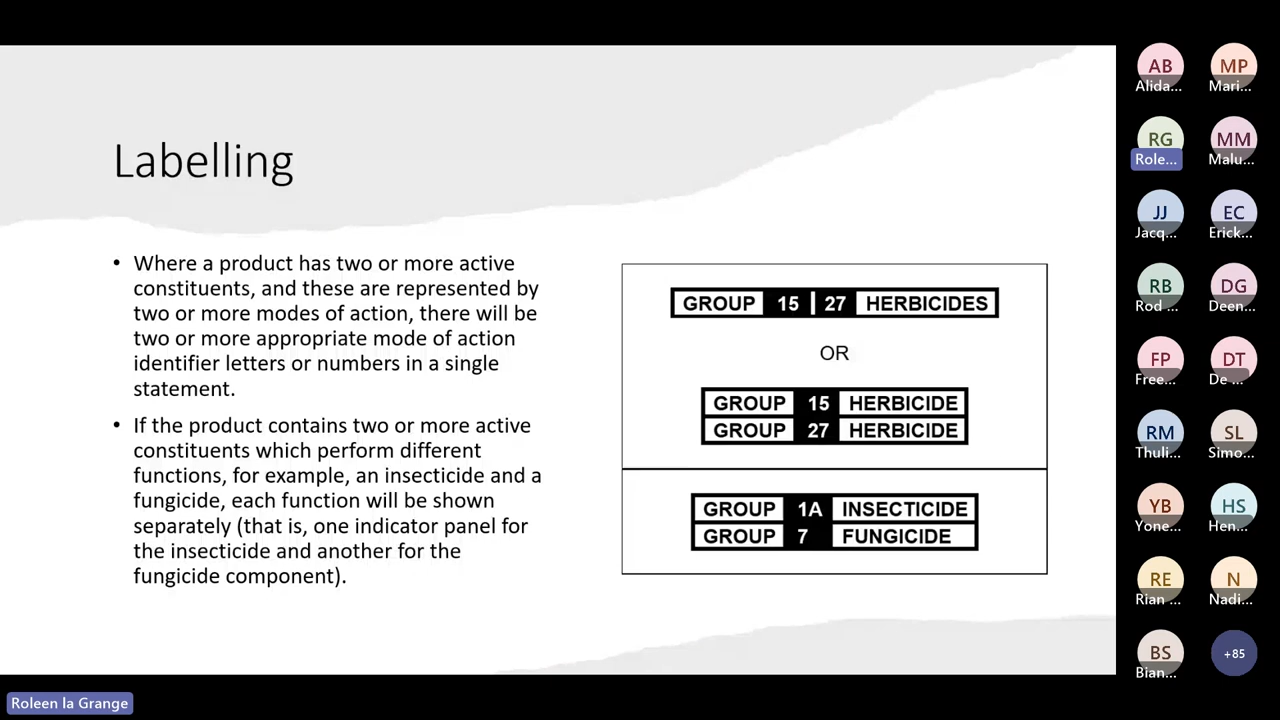 Labelling
• Where a product has two or more active
constituents, and these are represented by
two or more modes of action, there will be
two or more appropriate mode of action
identifier letters or numbers in a single
statement.
• If the product contains two or more active
constituents which perform different
functions, for example, an insecticide and a
fungicide, each function will be shown
separately (that is, one indicator panel for
the insecticide and another for the
fungicide component).
GROUP 15 | 27 HERBICIDES
OR
GROUP 15 HERBICIDE
GROUP 27 HERBICIDE
GROUP 1A INSECTICIDE
GROUP 7 FUNGICIDE
AB MP
Alida... Mari...
RG MM
Role... Malu...
JJ EC
Jacq... Erick...
RB DG
Rod ... Deen...
FP DT
Free... De ...
RM SL
Thuli... Simo...
YB HS
Yone... Hen...
RE N
Rian ... Nadi...
BS +85
Bian...
Roleen la Grange